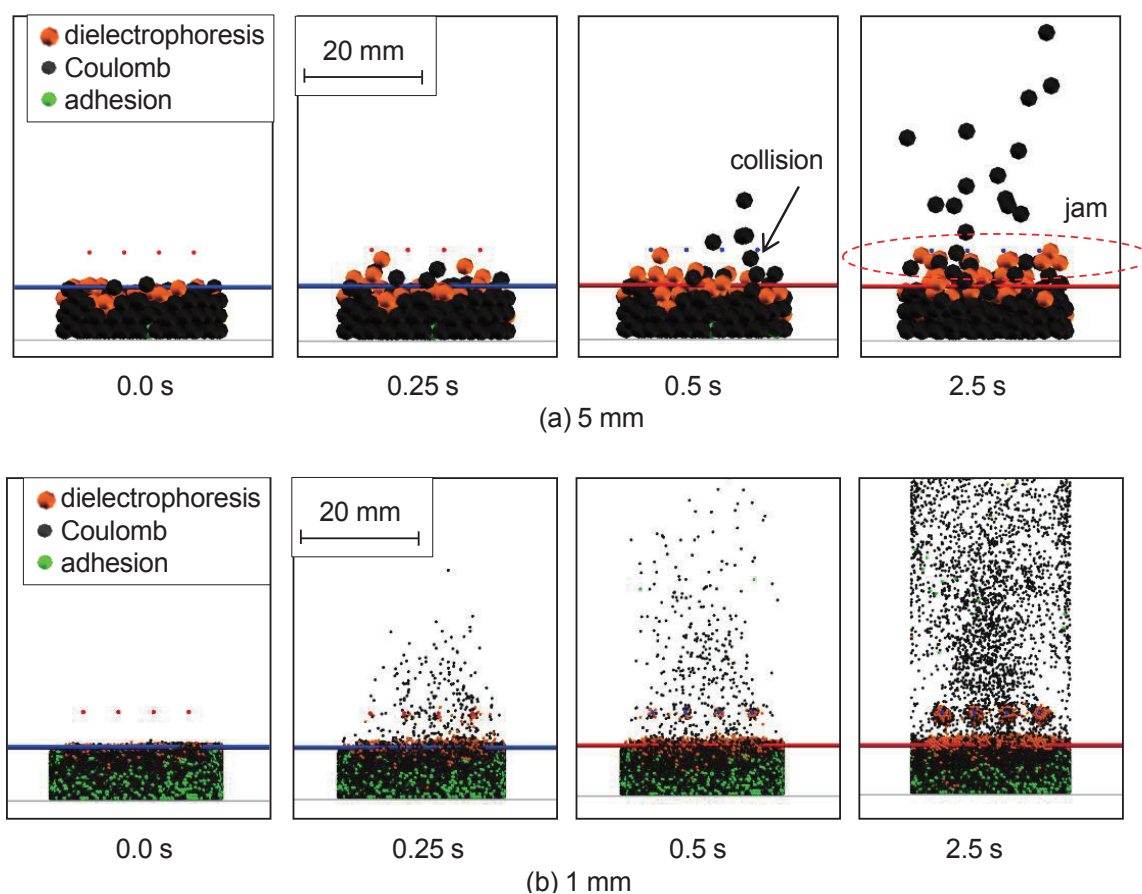 dielectrophoresis
Coulomb
adhesion
20 mm
collision
jam
0.0 s
0.25 s
0.5 s
2.5 s
(a) 5 mm
dielectrophoresis
Coulomb
adhesion
20 mm
0.0 s
0.25 s
0.5 s
2.5 s
(b) 1 mm